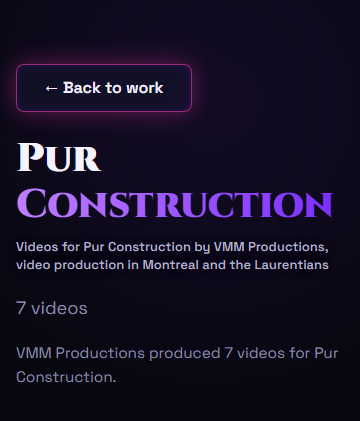 ← Back to work
Pur
Construction
Videos for Pur Construction by VMM Productions,
video production in Montreal and the Laurentians
7 videos
VMM Productions produced 7 videos for Pur
Construction.